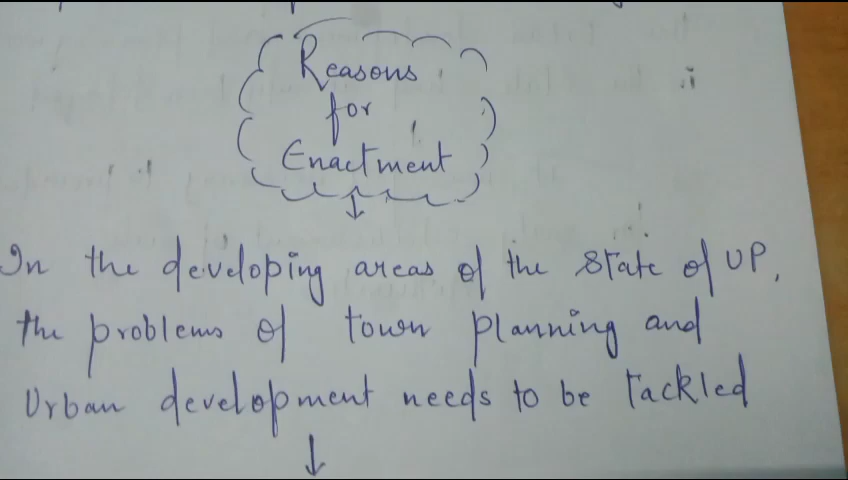 Reasons
for
Enactment
In the developing areas of the State of UP,
the problems of town planning and
Urban development needs to be tackled